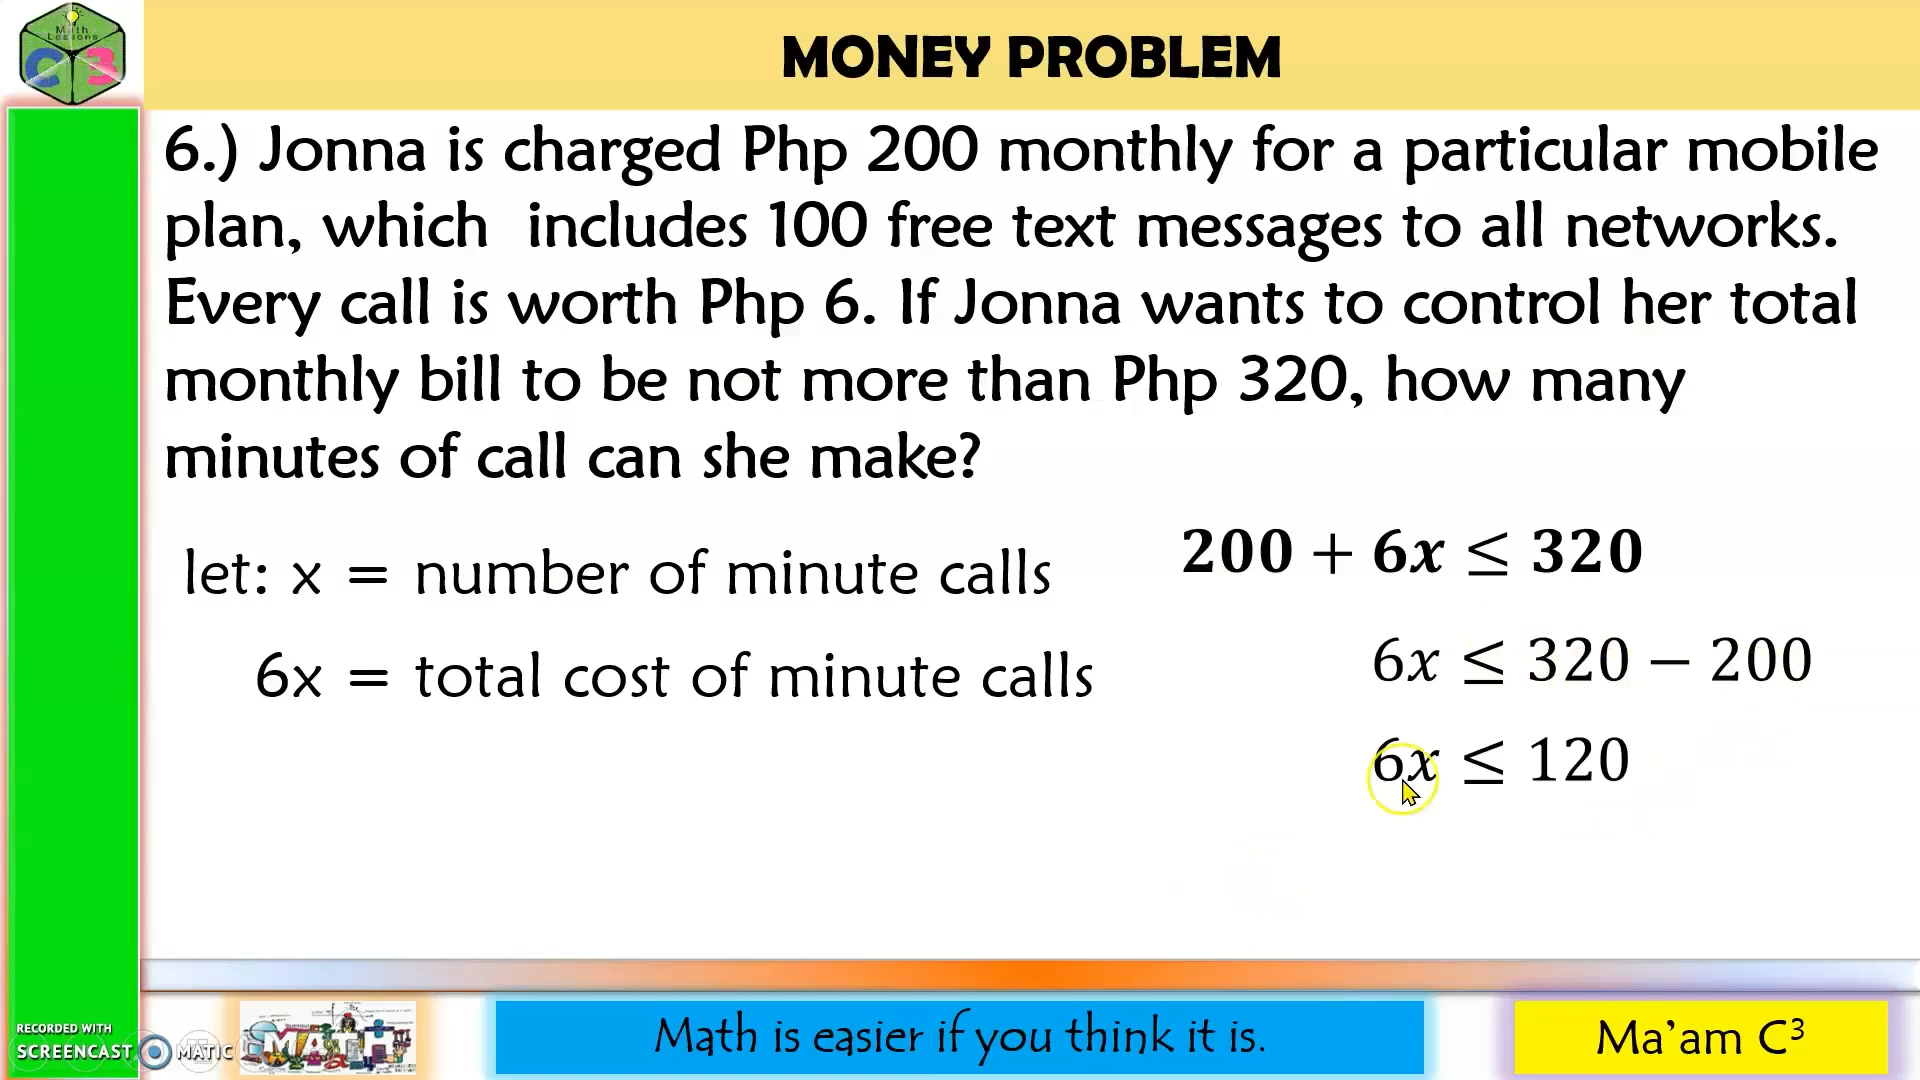 Math
Lessons
C3
MONEY PROBLEM
6.) Jonna is charged Php 200 monthly for a particular mobile
plan, which includes 100 free text messages to all networks.
Every call is worth Php 6. If Jonna wants to control her total
monthly bill to be not more than Php 320, how many
minutes of call can she make?
let: x = number of minute calls
6x = total cost of minute calls
200 + 6x ≤ 320
6x ≤ 320 − 200
6x ≤ 120
RECORDED WITH
SCREENCAST MATIC
MATH
Math is easier if you think it is.
Ma'am C³